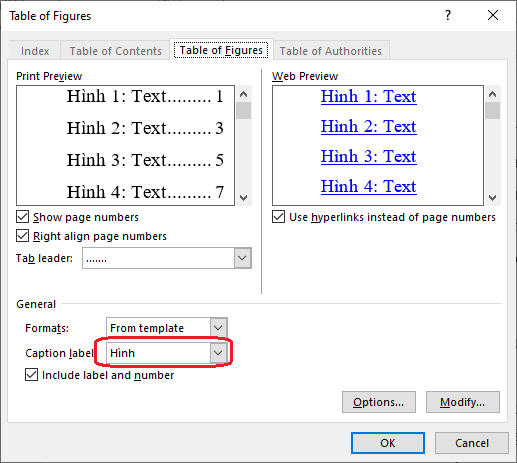 Table of Figures
Index
Table of Contents
Table of Figures
Table of Authorities
Print Preview
Hình 1: Text......... 1
Hình 2: Text......... 3
Hình 3: Text......... 5
Hình 4: Text......... 7
Web Preview
Hình 1: Text
Hình 2: Text
Hình 3: Text
Hình 4: Text
Show page numbers
Right align page numbers
Tab leader: .......
Use hyperlinks instead of page numbers
General
Formats: From template
Caption label: Hình
Include label and number
Options...
Modify...
OK
Cancel